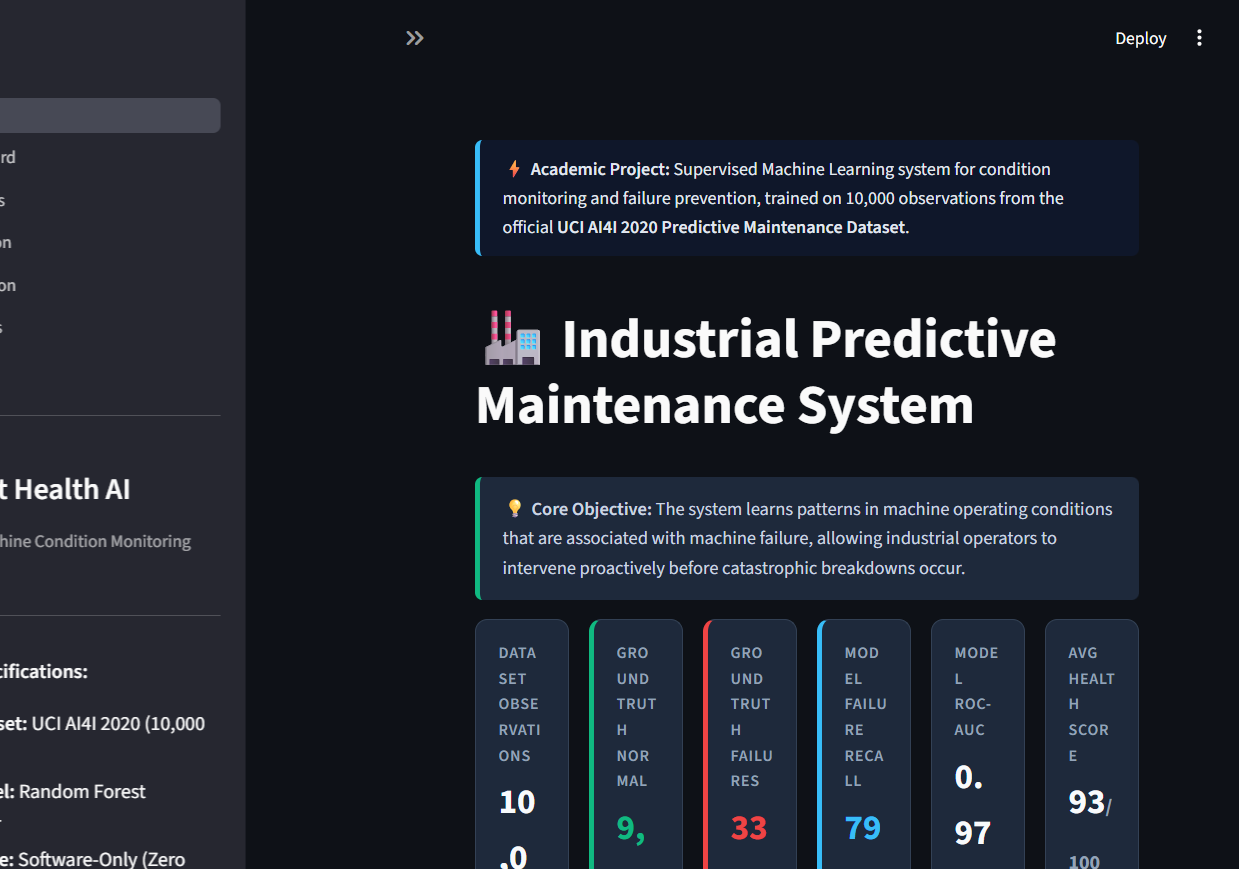 Deploy
rd
s
on
on
s
t Health AI
hine Condition Monitoring
ifications:
set: UCI AI4I 2020 (10,000
el: Random Forest
e: Software-Only (Zero
⚡ Academic Project: Supervised Machine Learning system for condition
monitoring and failure prevention, trained on 10,000 observations from the
official UCI AI4I 2020 Predictive Maintenance Dataset.
🏭 Industrial Predictive
Maintenance System
💡 Core Objective: The system learns patterns in machine operating conditions
that are associated with machine failure, allowing industrial operators to
intervene proactively before catastrophic breakdowns occur.
DATA
SET
OBSE
RVATI
ONS
10
,0
GRO
UND
TRUT
H
NOR
MAL
9,
GRO
UND
TRUT
H
FAILU
RES
33
MOD
EL
FAILU
RE
RECA
LL
79
MODE
L
ROC-
AUC
0.
97
AVG
HEALT
H
SCOR
E
93/
100